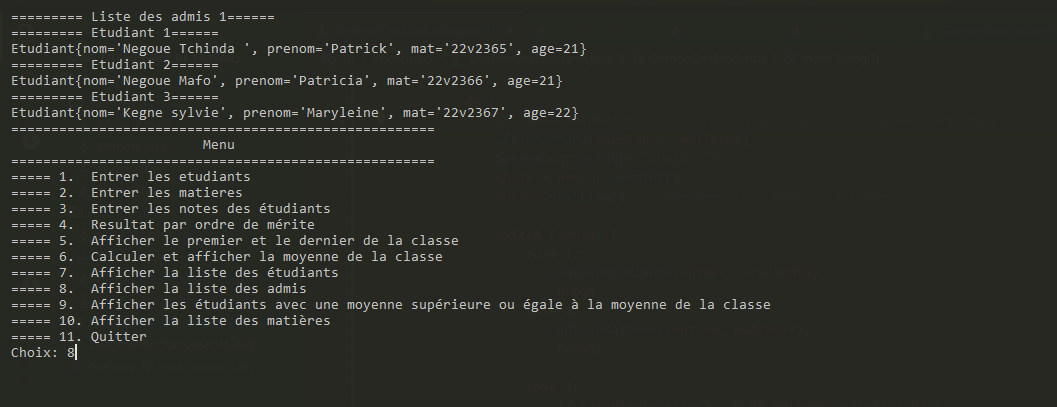 ========= Liste des admis 1======
========= Etudiant 1======
Etudiant{nom='Negoue Tchinda ', prenom='Patrick', mat='22v2365', age=21}
========= Etudiant 2======
Etudiant{nom='Negoue Mafo', prenom='Patricia', mat='22v2366', age=21}
========= Etudiant 3======
Etudiant{nom='Kegne sylvie', prenom='Maryleine', mat='22v2367', age=22}
=====================================================
Menu
=====================================================
===== 1.  Entrer les etudiants
===== 2.  Entrer les matieres
===== 3.  Entrer les notes des étudiants
===== 4.  Resultat par ordre de mérite
===== 5.  Afficher le premier et le dernier de la classe
===== 6.  Calculer et afficher la moyenne de la classe
===== 7.  Afficher la liste des étudiants
===== 8.  Afficher la liste des admis
===== 9.  Afficher les étudiants avec une moyenne supérieure ou égale à la moyenne de la classe
===== 10. Afficher la liste des matières
===== 11. Quitter
Choix: 8